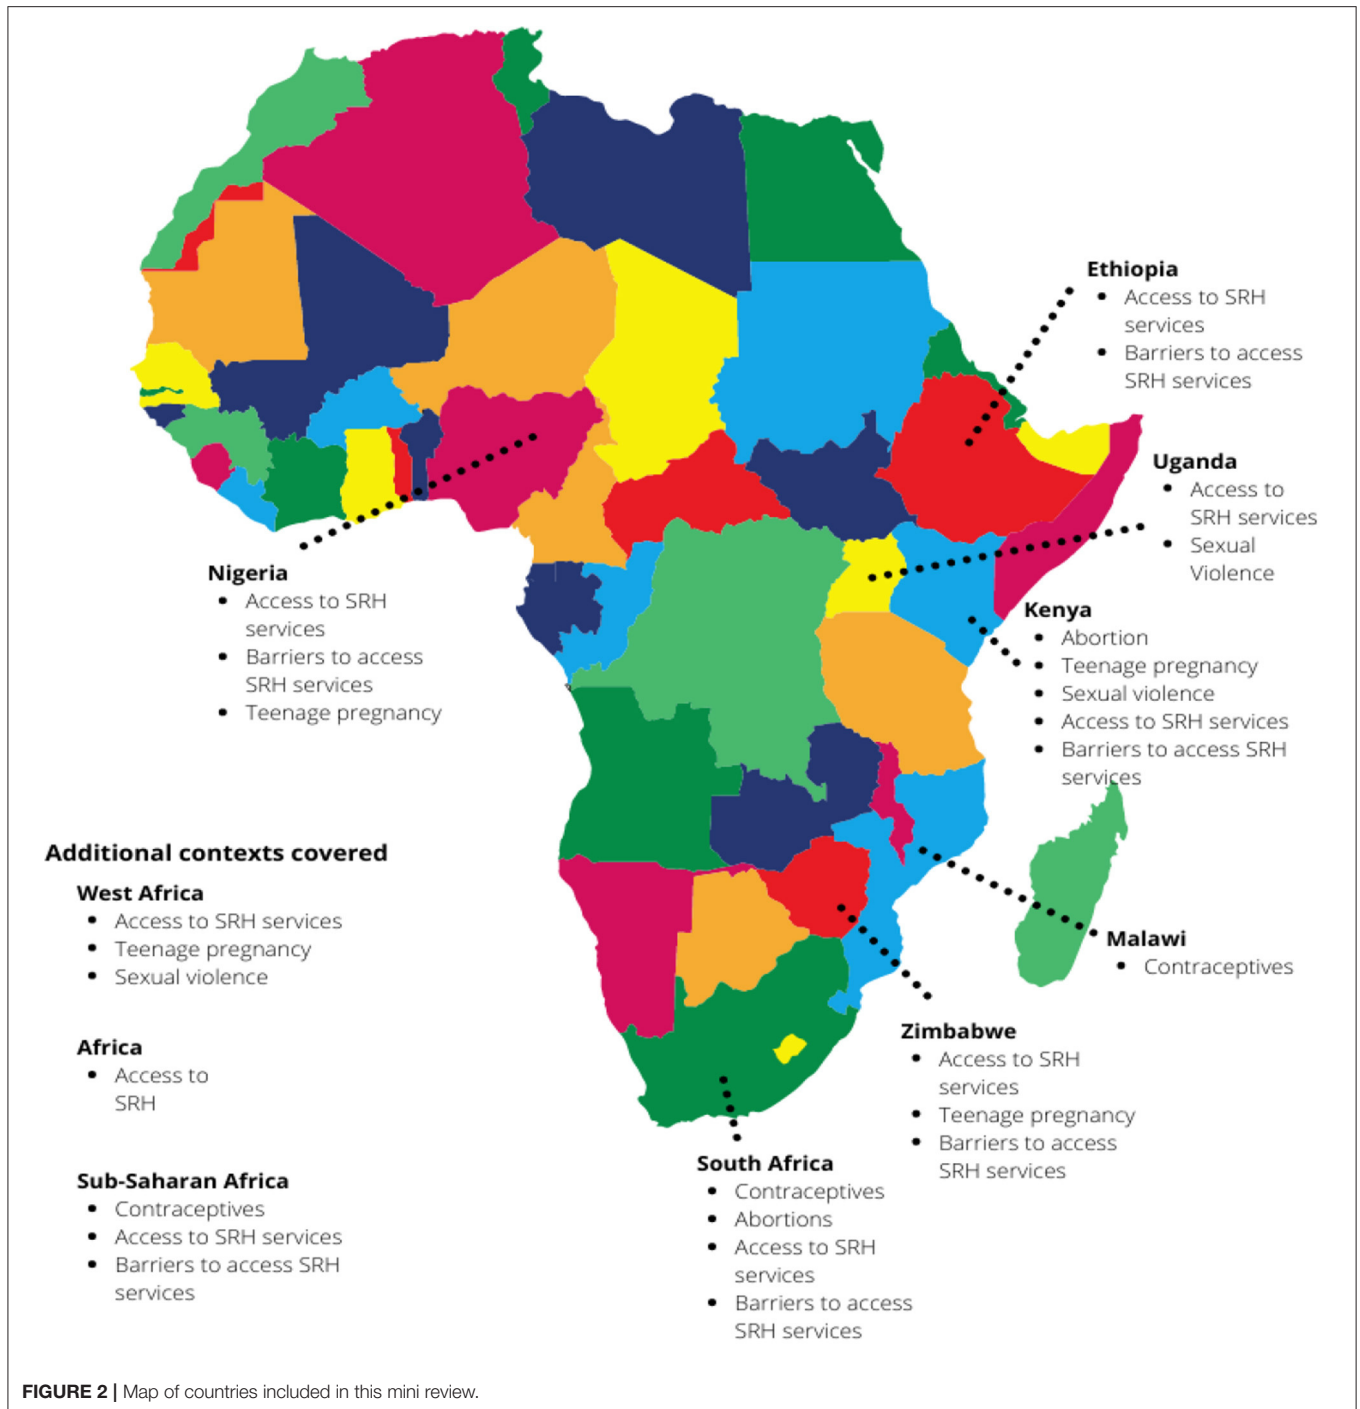 Ethiopia
• Access to SRH
services
• Barriers to access
SRH services
Uganda
• Access to
SRH services
• Sexual
Violence
Nigeria
• Access to SRH
services
• Barriers to access
SRH services
• Teenage pregnancy
Kenya
• Abortion
• Teenage pregnancy
• Sexual violence
• Access to SRH services
• Barriers to access SRH
services
Additional contexts covered
West Africa
• Access to SRH services
• Teenage pregnancy
• Sexual violence
Africa
• Access to
SRH
Sub-Saharan Africa
• Contraceptives
• Access to SRH services
• Barriers to access SRH
services
Malawi
• Contraceptives
Zimbabwe
• Access to SRH
services
• Teenage pregnancy
• Barriers to access
SRH services
South Africa
• Contraceptives
• Abortions
• Access to SRH
services
• Barriers to access
SRH services
FIGURE 2 | Map of countries included in this mini review.